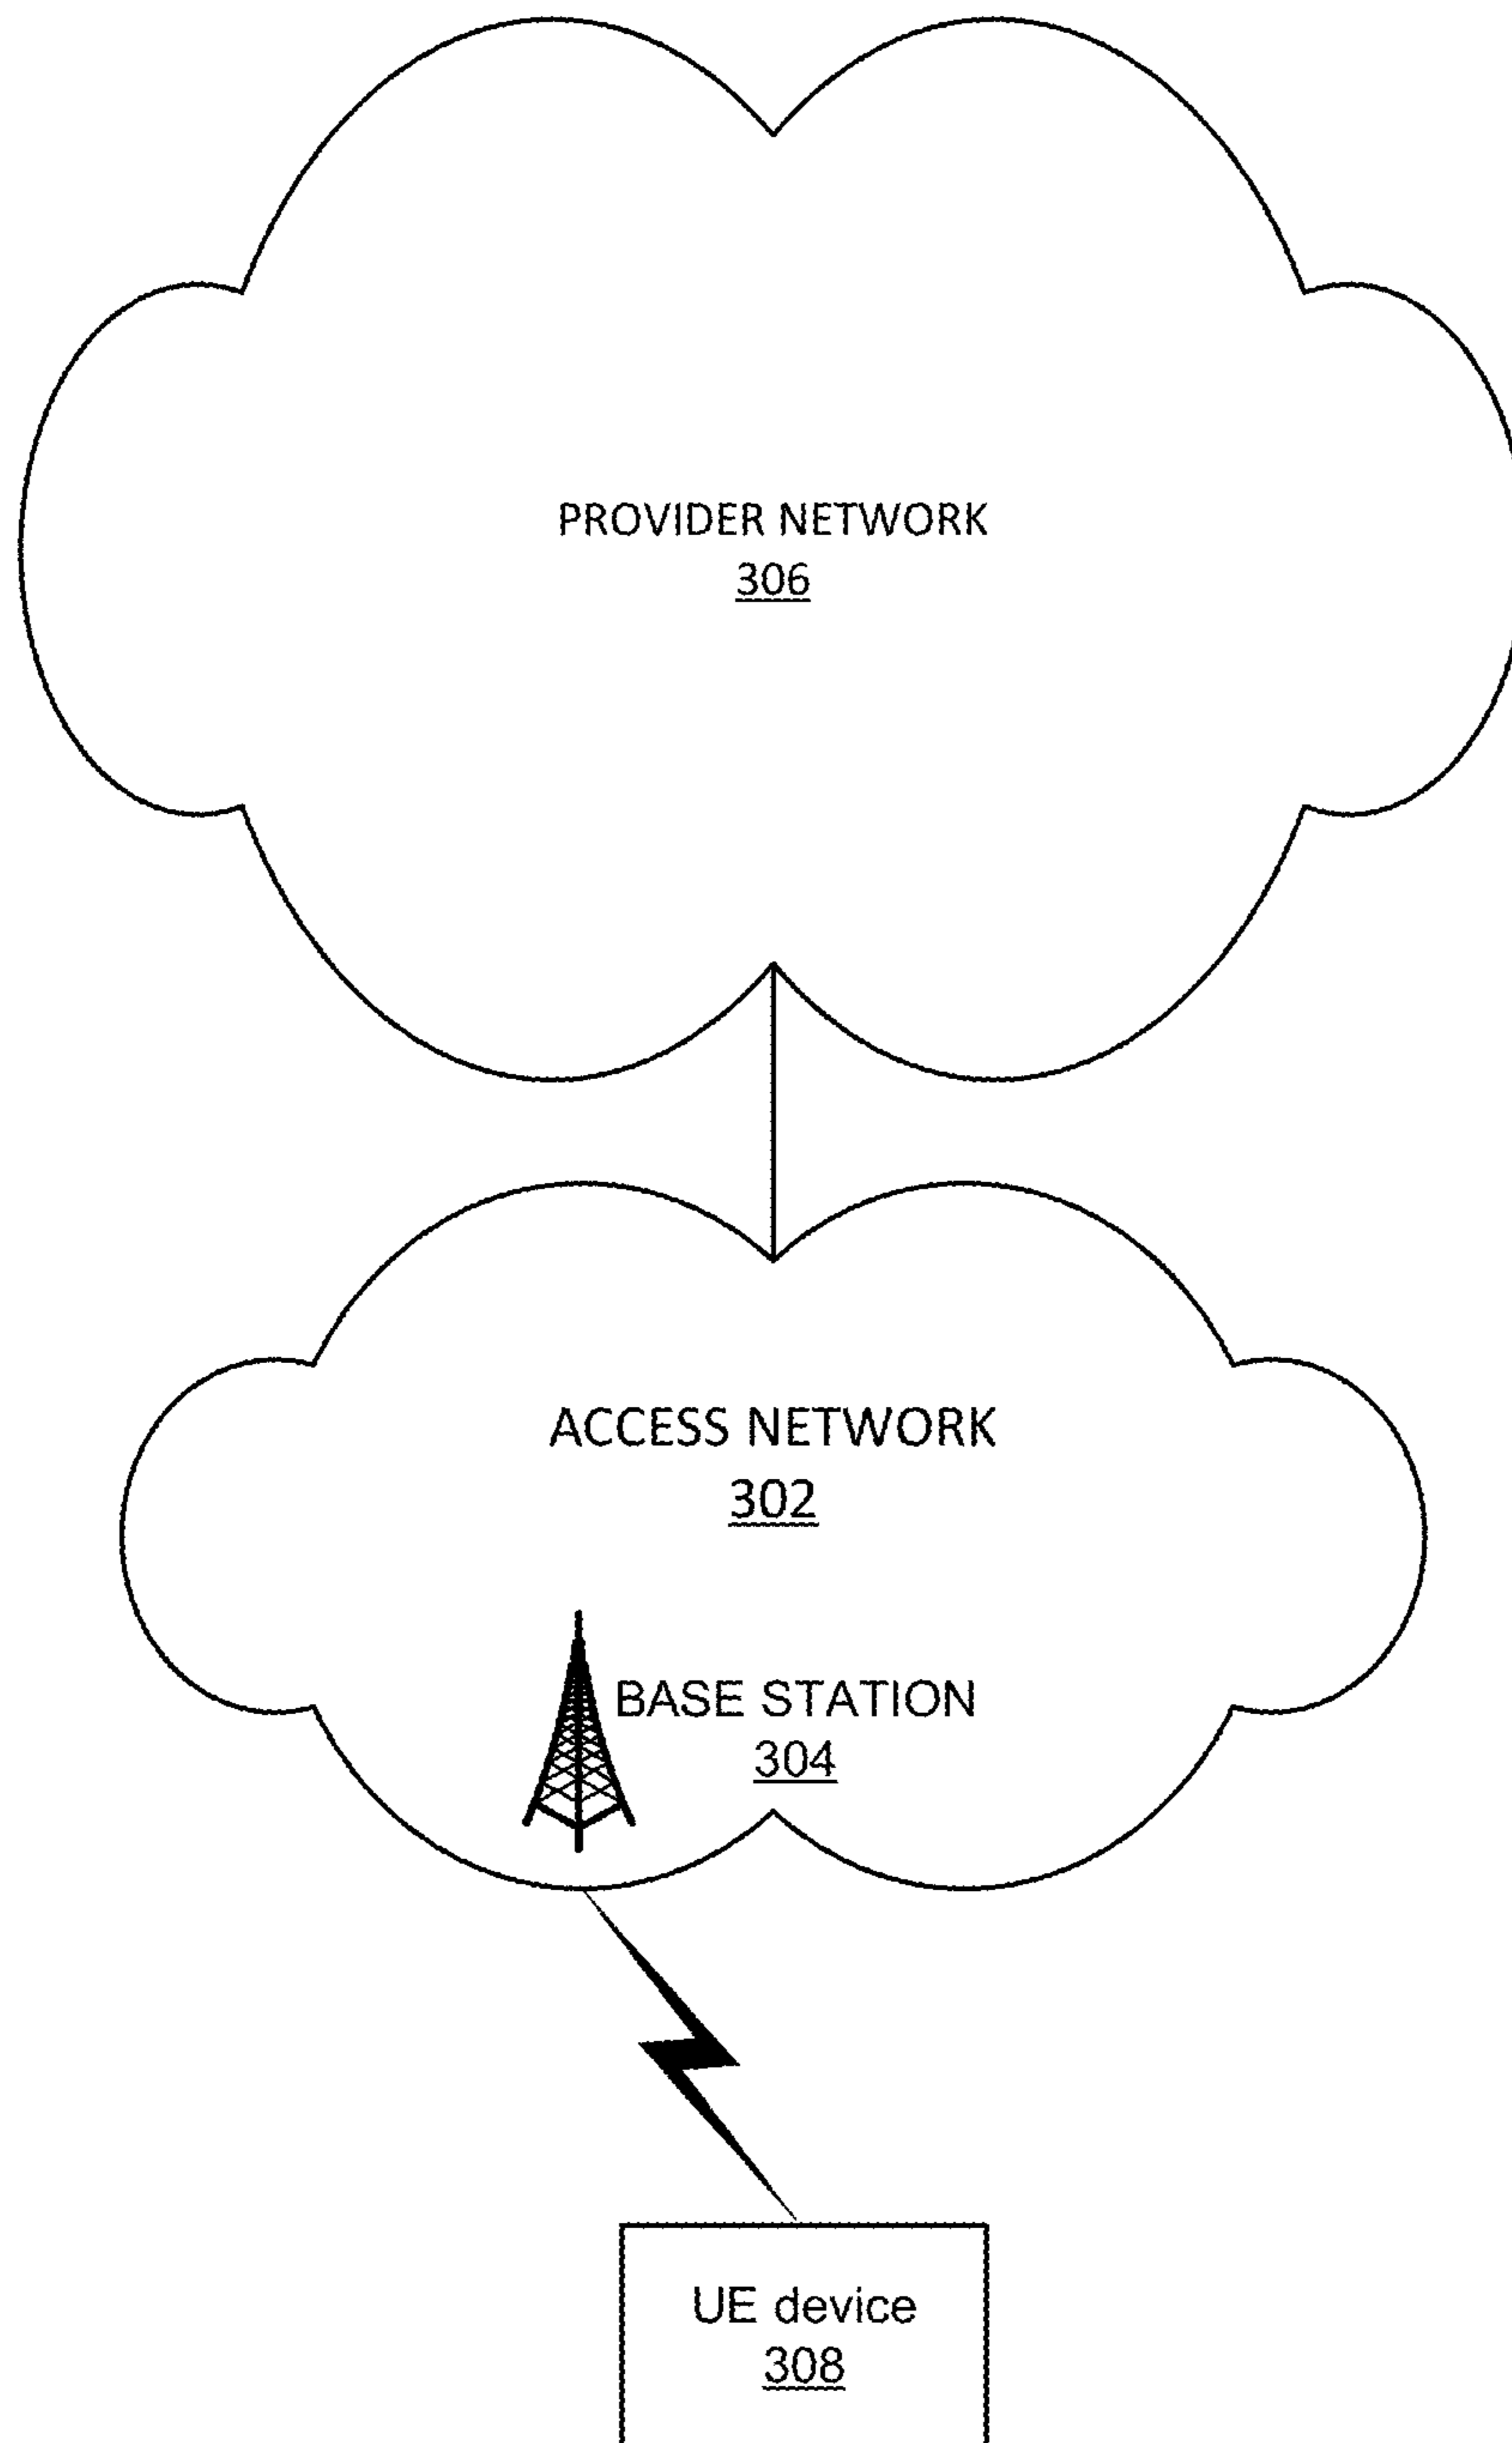 PROVIDER NETWORK
306
ACCESS NETWORK
302
BASE STATION
304
UE device
308